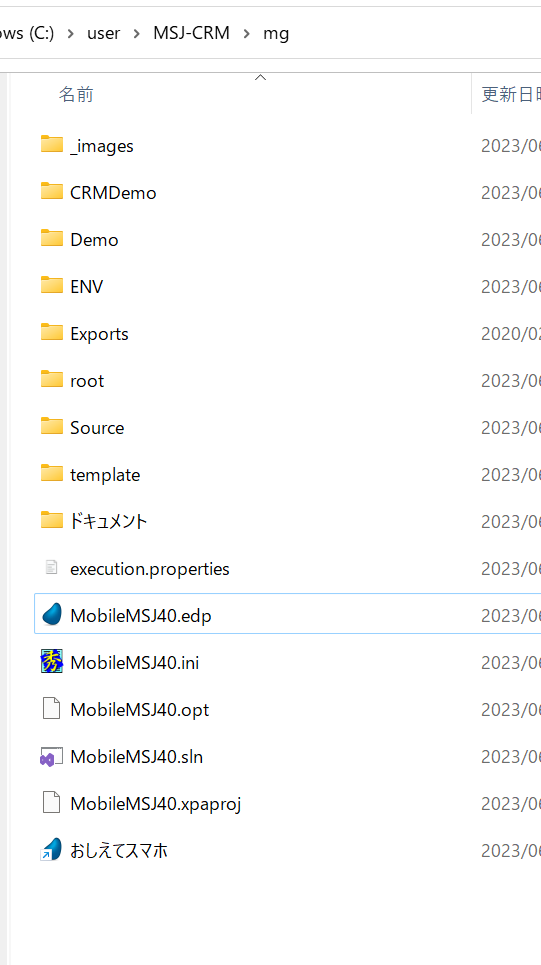 ows (C:) > user > MSJ-CRM > mg
名前 更新日
_images 2023/06
CRMDemo 2023/06
Demo 2023/06
ENV 2023/06
Exports 2020/02
root 2023/06
Source 2023/06
template 2023/06
ドキュメント 2023/06
execution.properties 2023/06
MobileMSJ40.edp 2023/06
秀 MobileMSJ40.ini 2023/06
MobileMSJ40.opt 2023/06
MobileMSJ40.sln 2023/06
MobileMSJ40.xpaproj 2023/06
おしえてスマホ 2023/06